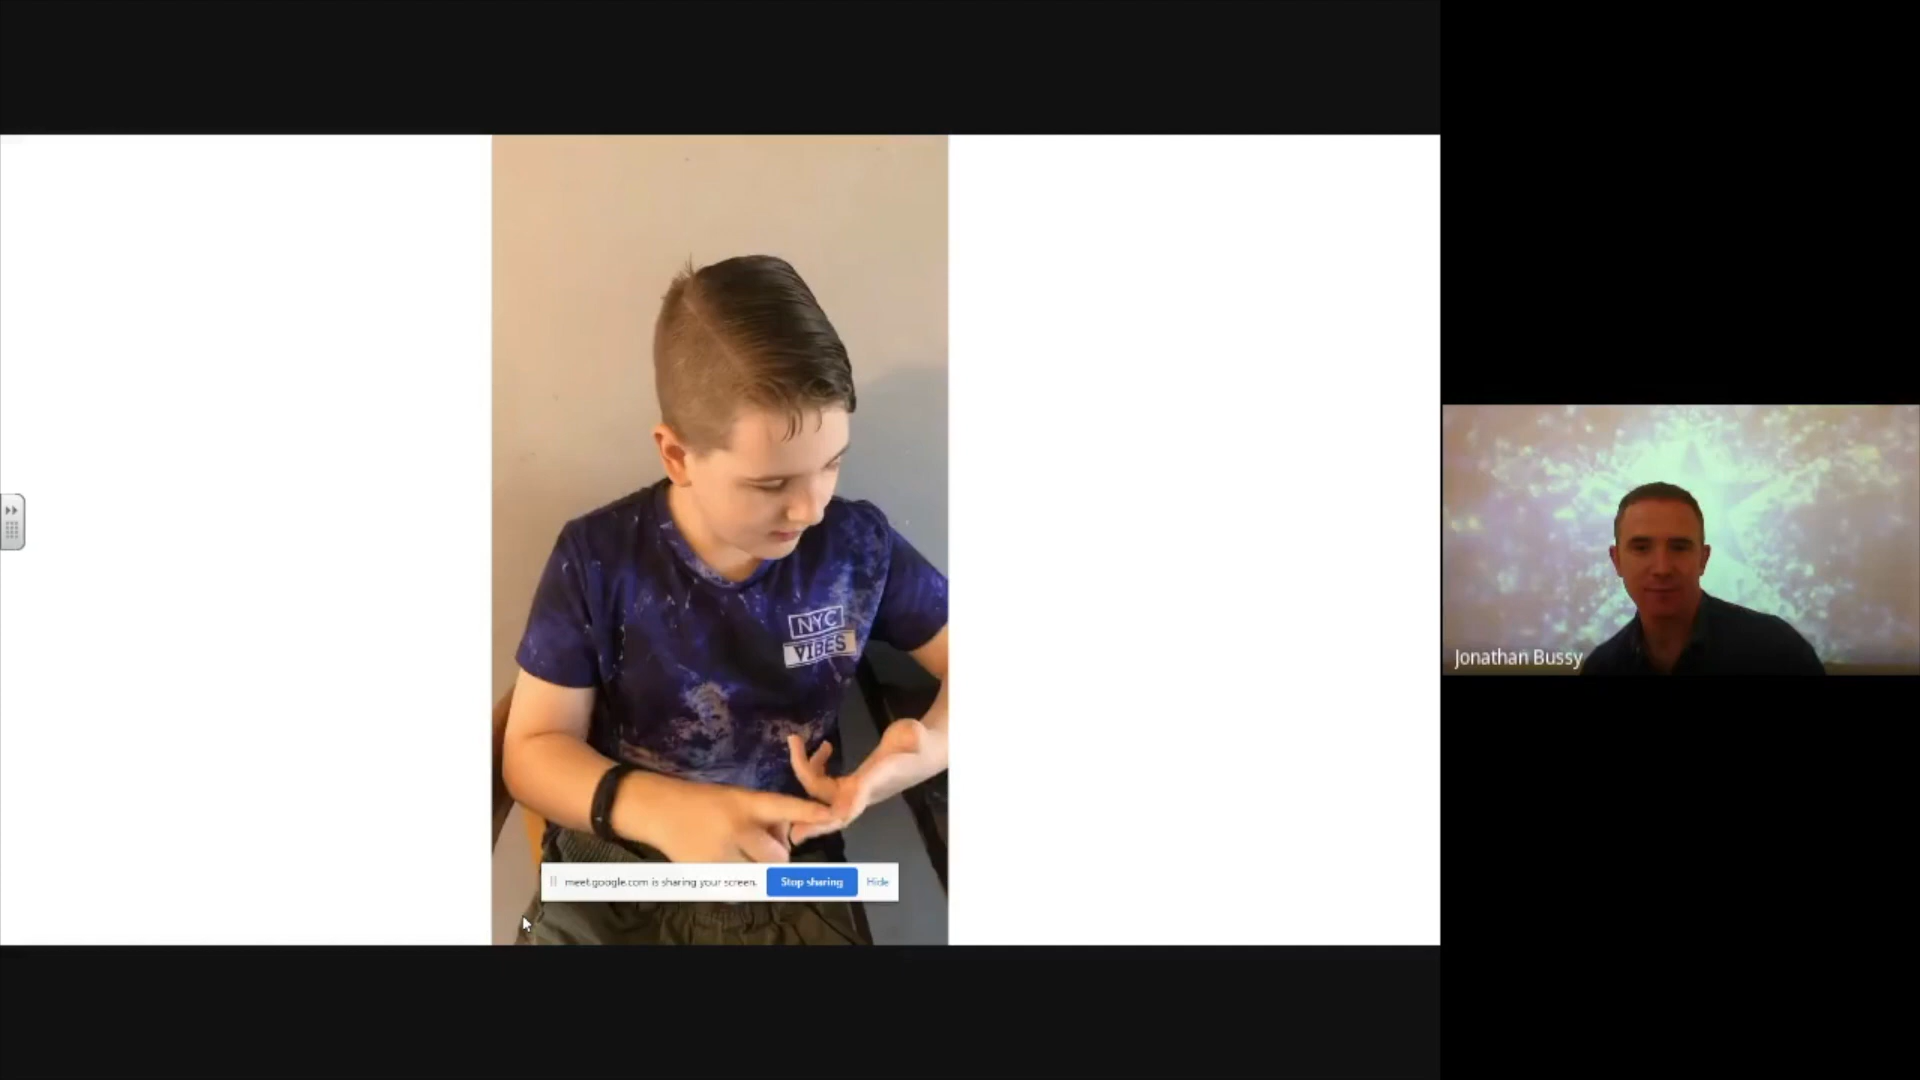 NYC
VIBES
meet.google.com is sharing your screen.
Stop sharing
Hide
Jonathan Bussy